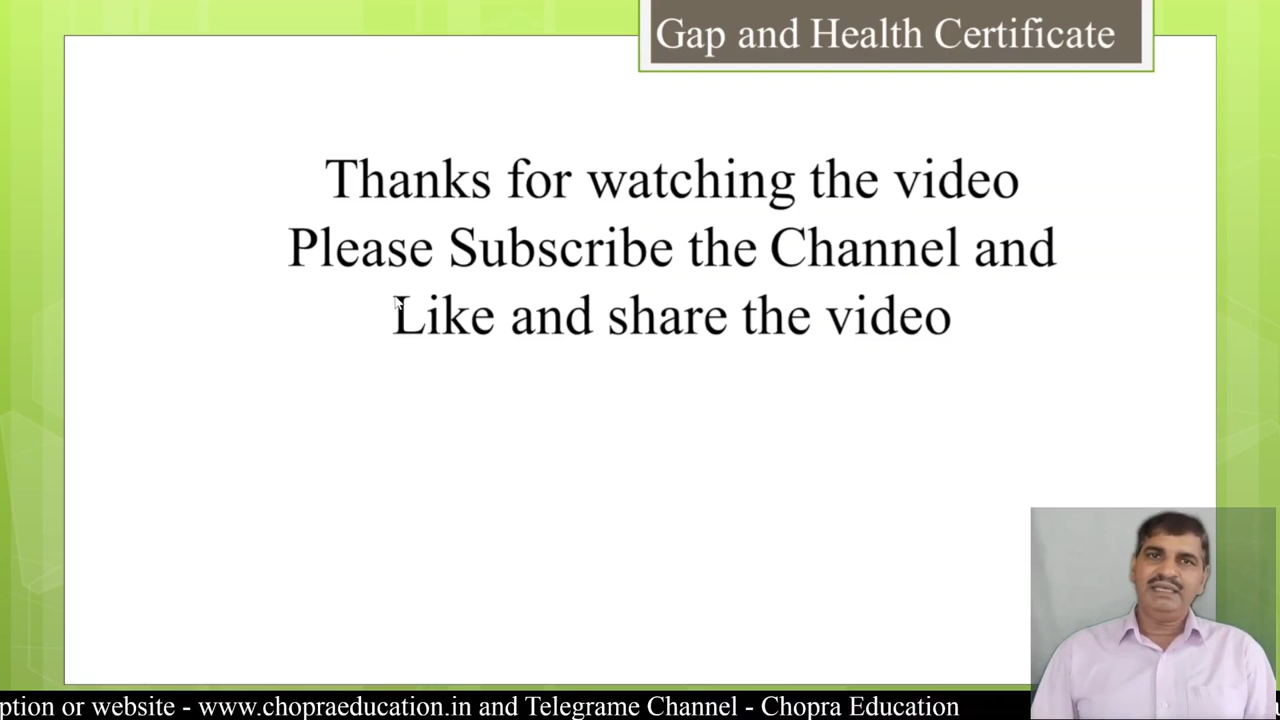 Gap and Health Certificate
Thanks for watching the video
Please Subscribe the Channel and
Like and share the video
ption or website - www.chopraeducation.in and Telegrame Channel - Chopra Education